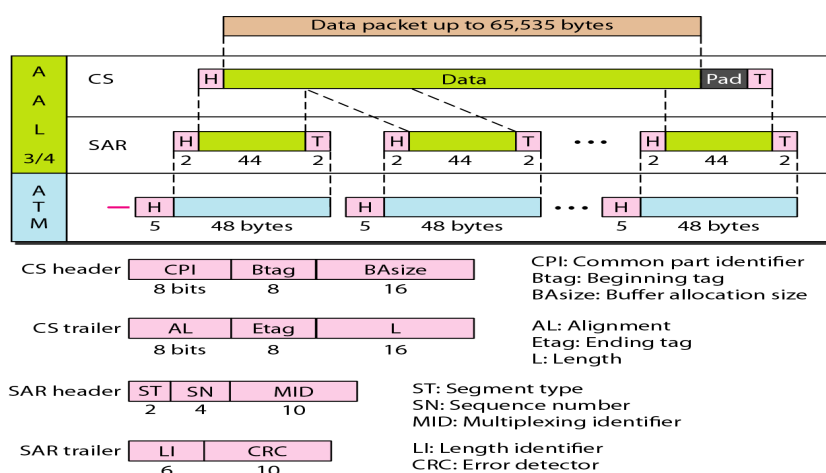 Data packet up to 65,535 bytes
A A L 3/4
CS
H Data Pad T
SAR
H T H T • • • H T
2 44 2 2 44 2 2 44 2
A T M
H H • • • H
5 48 bytes 5 48 bytes 5 48 bytes
CS header CPI Btag BAsize
8 bits 8 16
CPI: Common part identifier
Btag: Beginning tag
BAsize: Buffer allocation size
CS trailer AL Etag L
8 bits 8 16
AL: Alignment
Etag: Ending tag
L: Length
SAR header ST SN MID
2 4 10
ST: Segment type
SN: Sequence number
MID: Multiplexing identifier
SAR trailer LI CRC
6 10
LI: Length identifier
CRC: Error detector